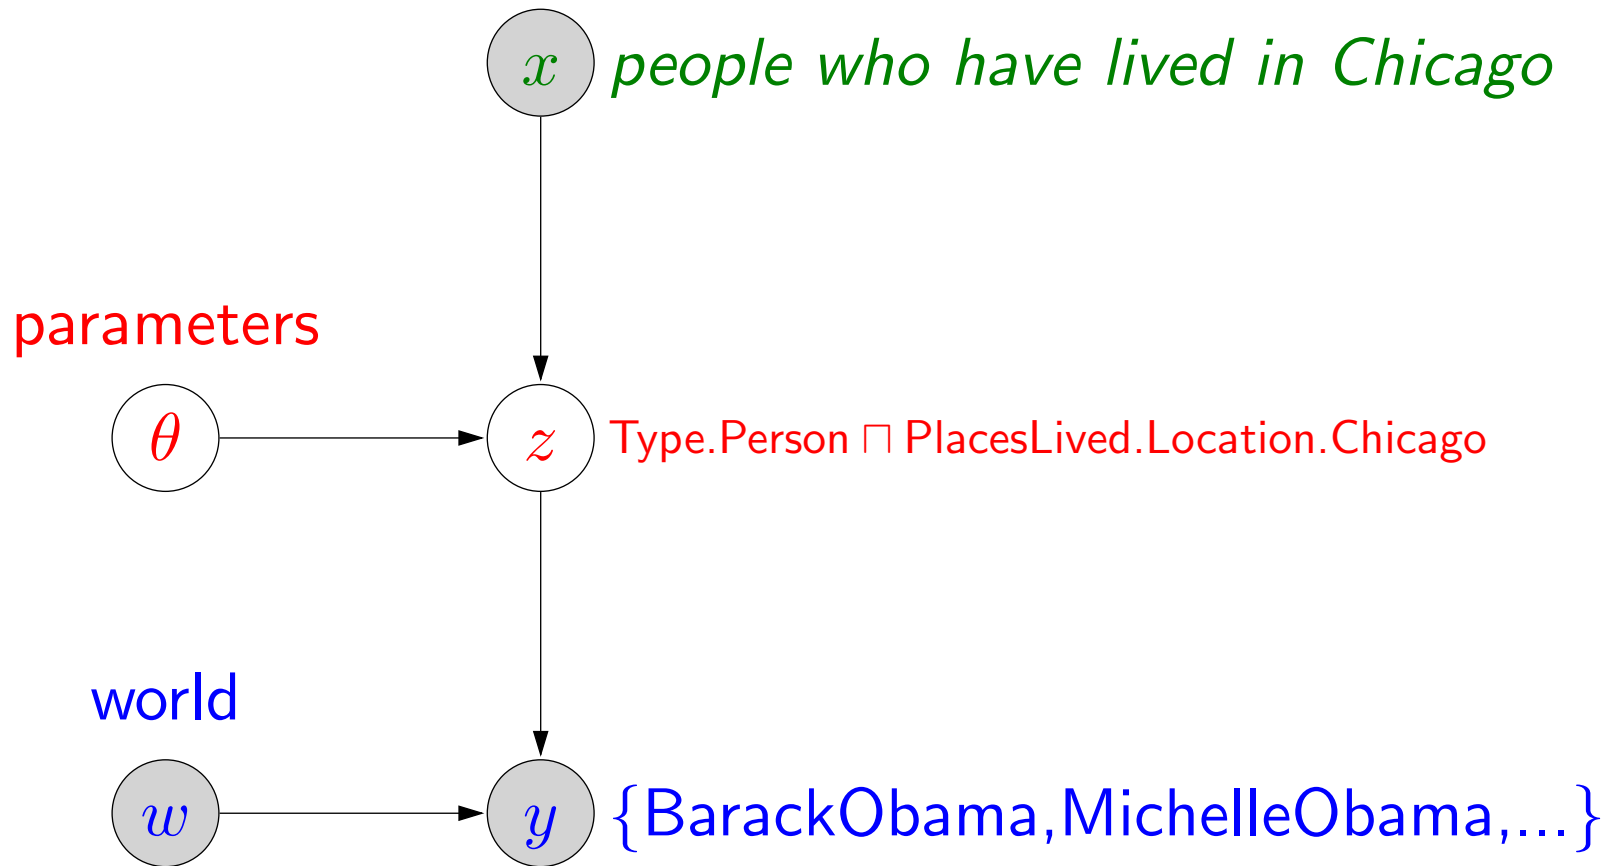 x people who have lived in Chicago
parameters
θ z Type.Person ⊓ PlacesLived.Location.Chicago
world
w y {BarackObama,MichelleObama,...}